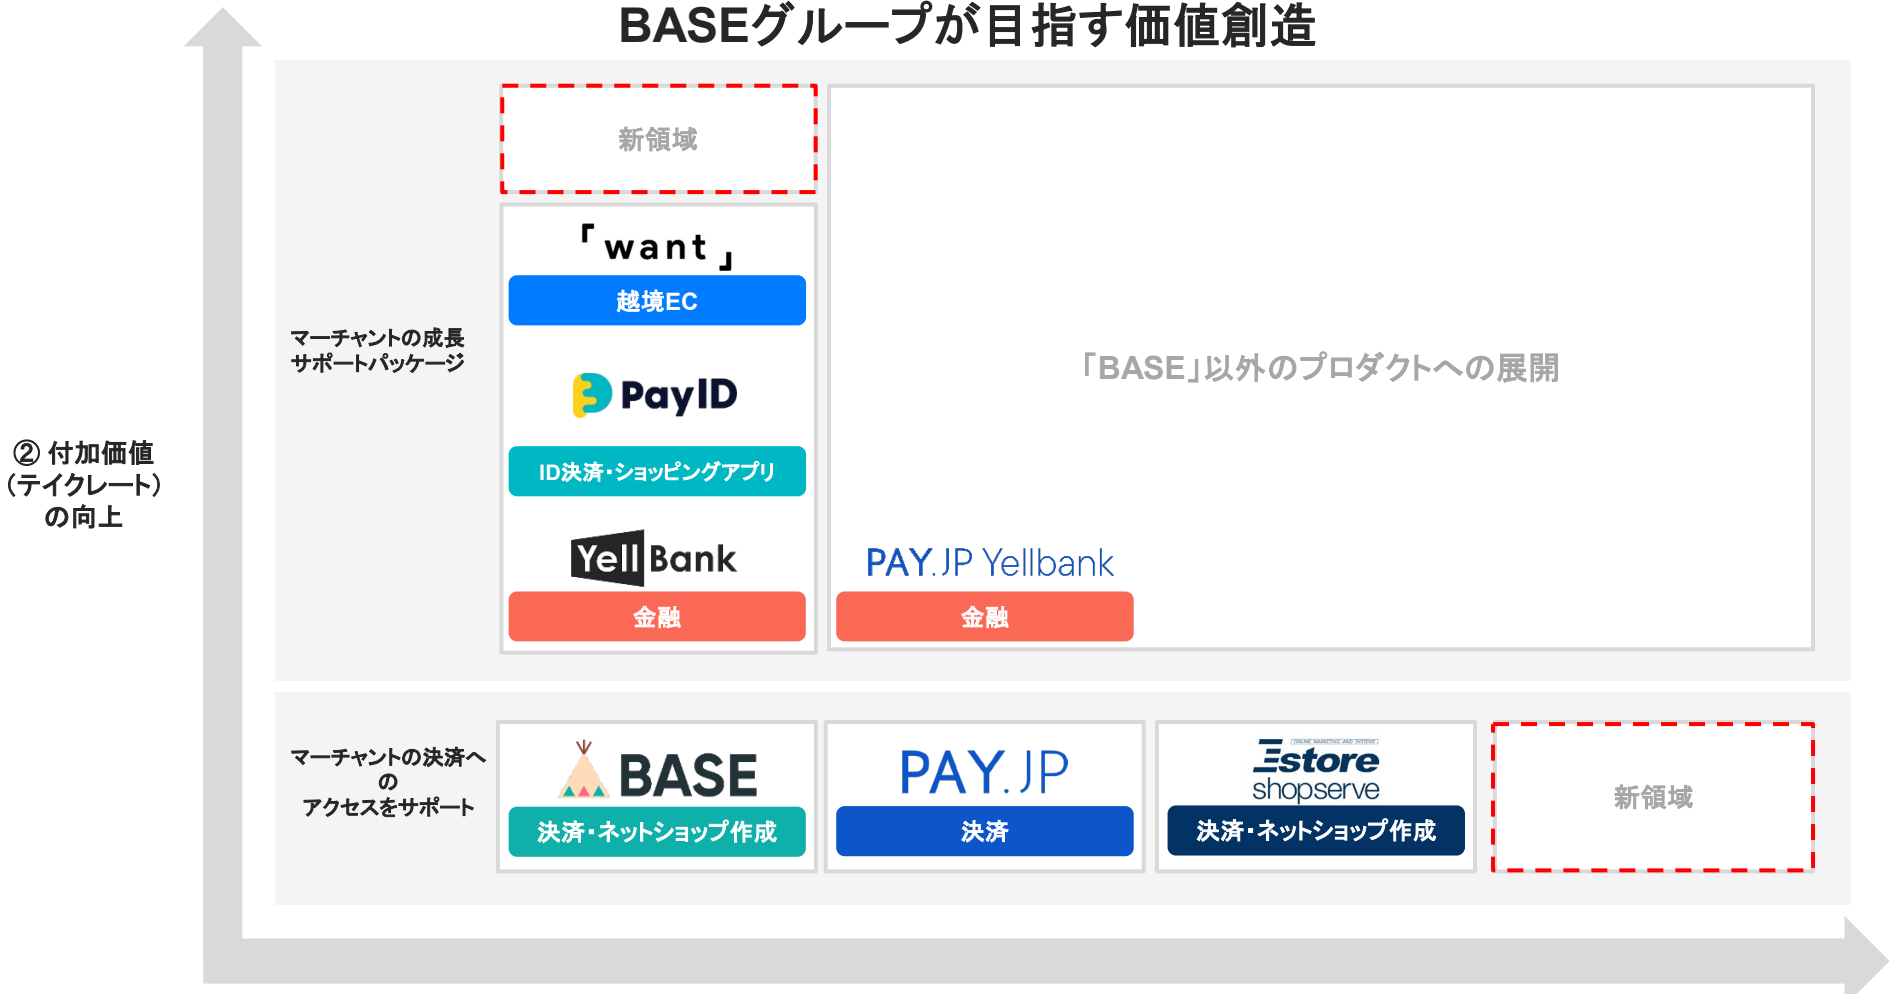 BASEグループが目指す価値創造
新領域
「want」
越境EC
マーチャントの成長
サポートパッケージ
PayID
「BASE」以外のプロダクトへの展開
② 付加価値
（テイクレート）
の向上
ID決済・ショッピングアプリ
YellBank
金融
PAY.JP Yellbank
金融
マーチャントの決済へ
の
アクセスをサポート
BASE
決済・ネットショップ作成
PAY.JP
決済
ONLINE MARKETING AND SYSTEMS
Estore
shopserve
決済・ネットショップ作成
新領域